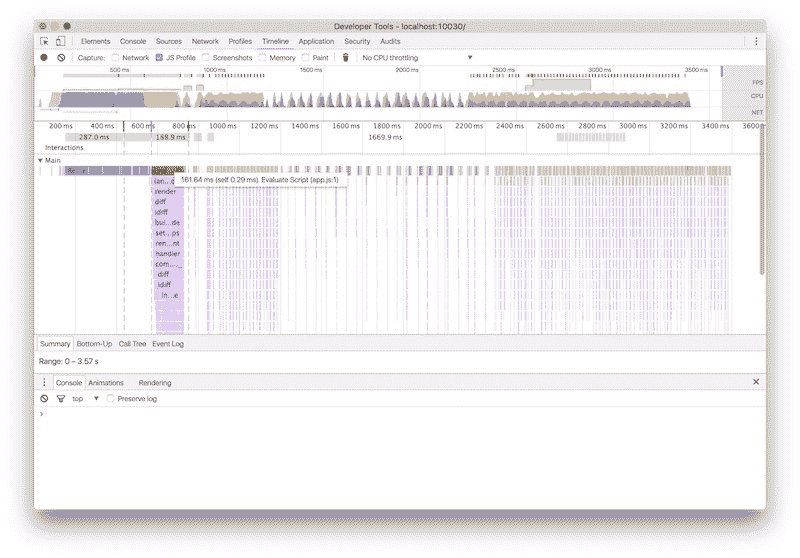 Developer Tools - localhost:10030/
Elements Console Sources Network Profiles Timeline Application Security Audits
Capture: Network JS Profile Screenshots Memory Paint No CPU throttling
500 ms 1000 ms 1500 ms 2000 ms 2500 ms 3000 ms 3500 ms
FPS
CPU
NET
200 ms 400 ms 600 ms 800 ms 1000 ms 1200 ms 1400 ms 1600 ms 1800 ms 2000 ms 2200 ms 2400 ms 2600 ms 2800 ms 3000 ms 3200 ms 3400 ms 3600
287.0 ms 188.9 ms 1669.9 ms
Interactions
Main
161.64 ms (self 0.29 ms) Evaluate Script (app.js:1)
render
diff
idiff
bui...de
set...ps
ren...nt
handler
com...._
diff
idiff
in...e
Summary Bottom-Up Call Tree Event Log
Range: 0 – 3.57 s
Console Animations Rendering
top Preserve log